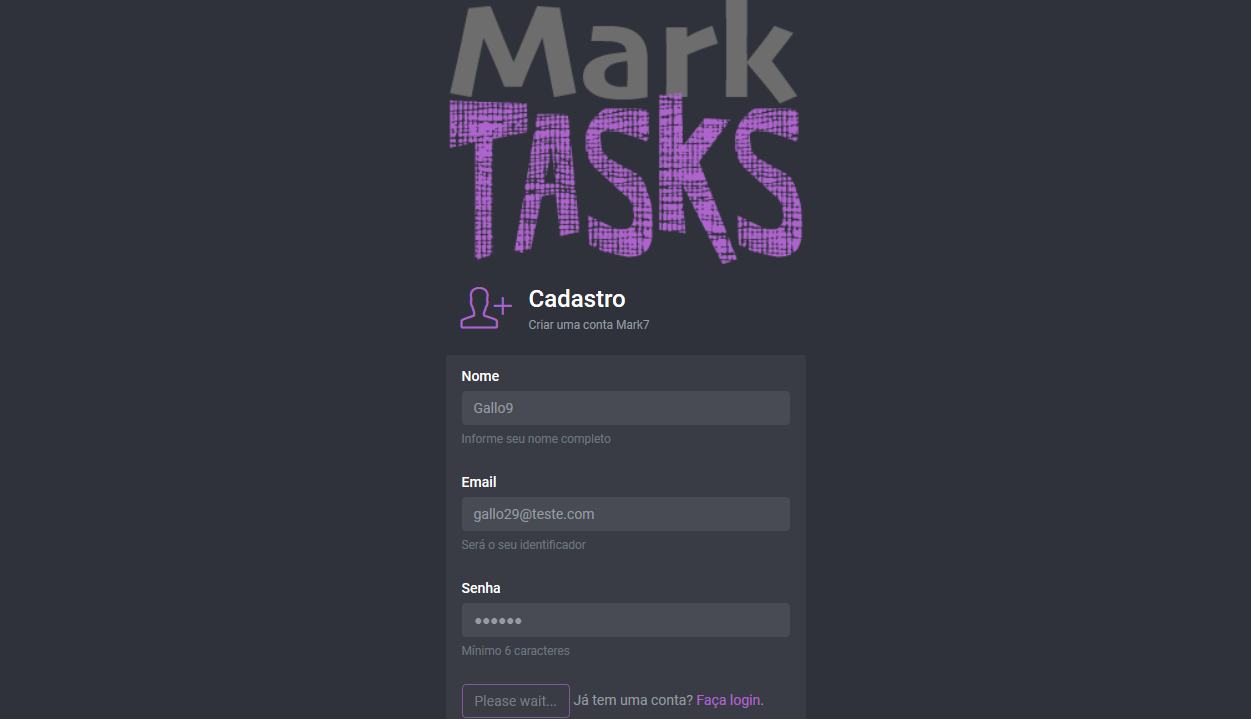 Mark
TASKS
Cadastro
Criar uma conta Mark7
Nome
Gallo9
Informe seu nome completo
Email
gallo29@teste.com
Será o seu identificador
Senha
••••••
Mínimo 6 caracteres
Please wait... Já tem uma conta? Faça login.